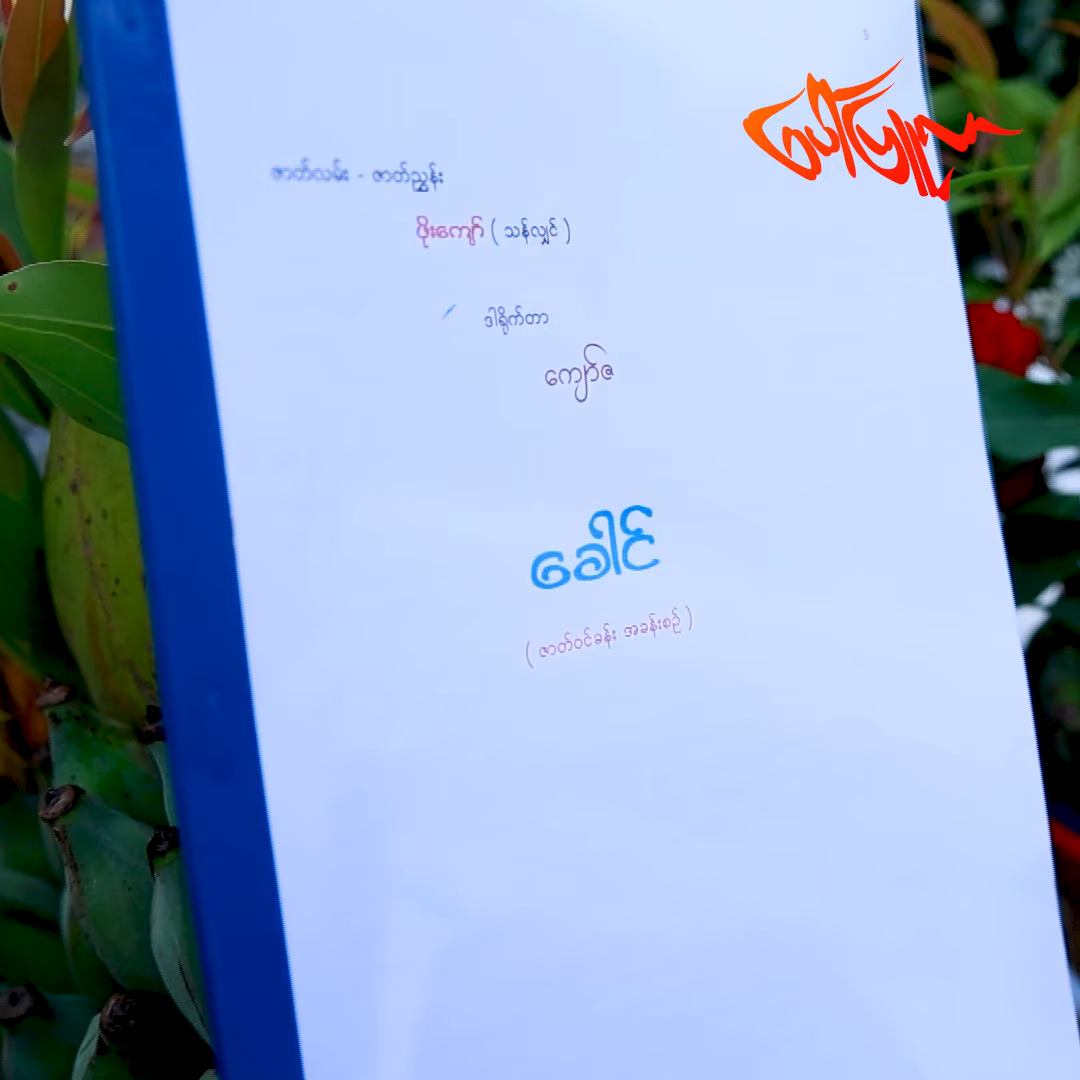 ဇာတ်လမ်း - ဇာတ်ညွှန်း
ဖိုးကျော် ( သန်လျှင် )
ဒါရိုက်တာ
ကျော်ဇ
ခေါင်
( ဇာတ်ဝင်ခန်း အခန်းစဉ် )